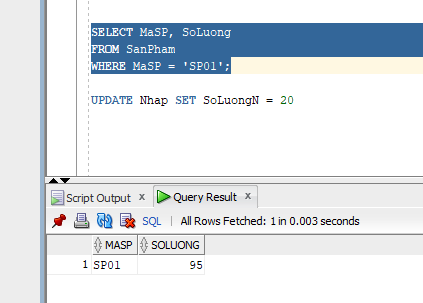 SELECT MaSP, SoLuong
FROM SanPham
WHERE MaSP = 'SP01';
UPDATE Nhap SET SoLuongN = 20
Script Output x Query Result x
SQL | All Rows Fetched: 1 in 0.003 seconds
MASP SOLUONG
1 SP01 95